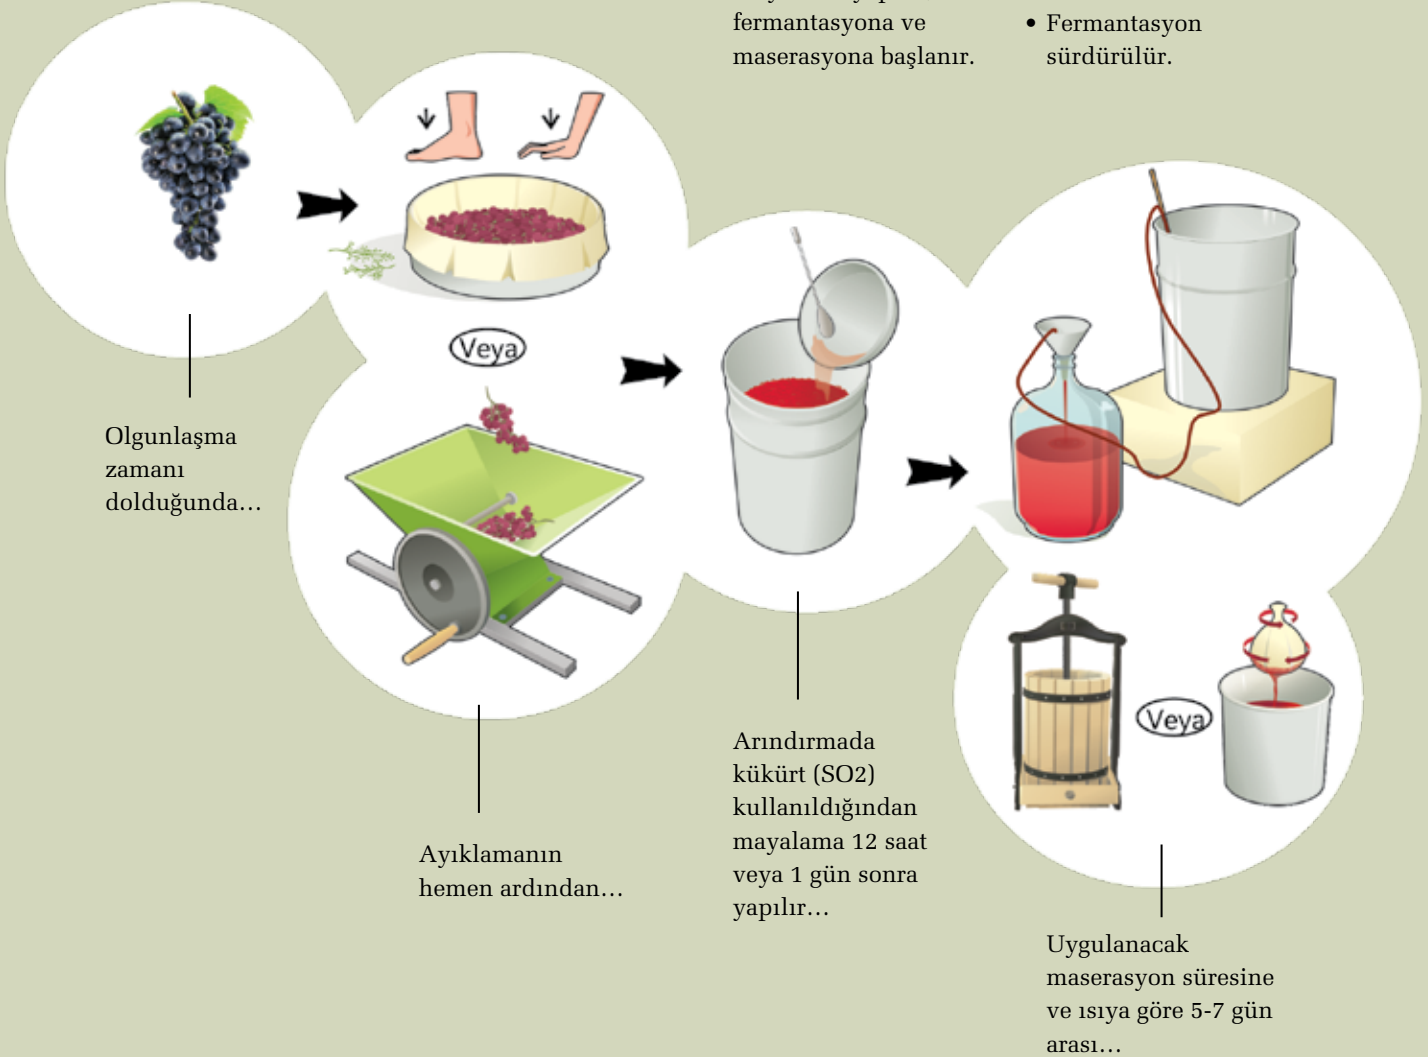 fermantasyona ve
maserasyona başlanır.
• Fermantasyon
sürdürülür.
Veya
Olgunlaşma
zamanı
dolduğunda…
Ayıklamanın
hemen ardından…
Arındırmada
kükürt (SO2)
kullanıldığından
mayalama 12 saat
veya 1 gün sonra
yapılır…
Veya
Uygulanacak
maserasyon süresine
ve ısıya göre 5-7 gün
arası…